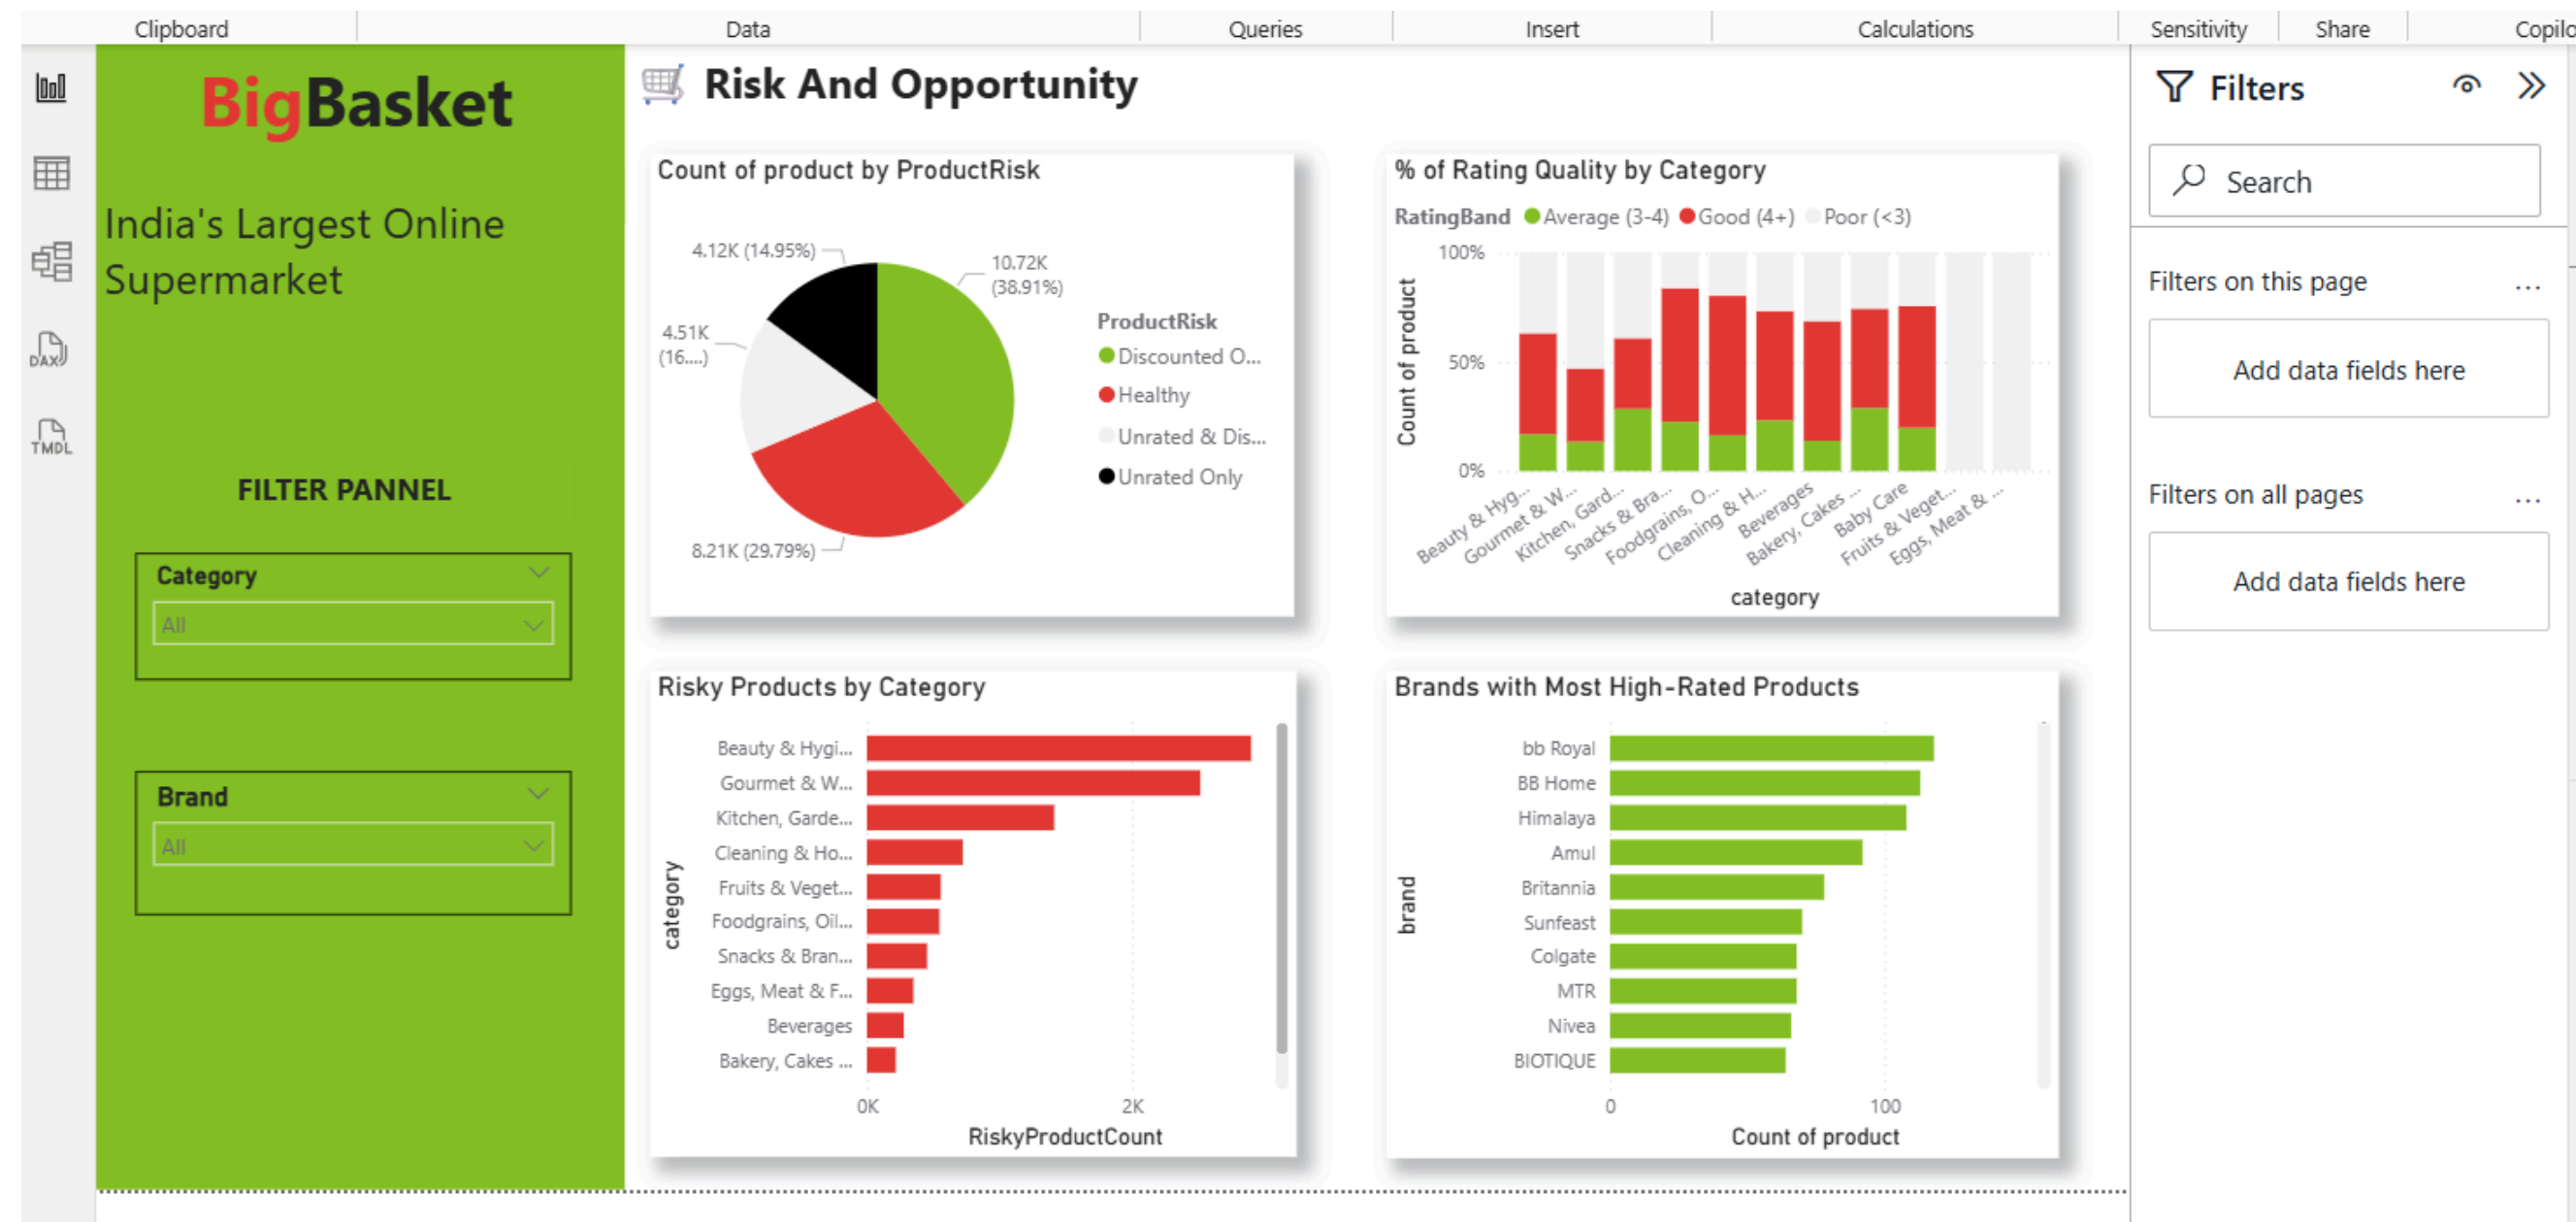 Clipboard
Data
Queries
Insert
Calculations
Sensitivity
Share
Copilo
DAX
TMDL
BigBasket
India's Largest Online
Supermarket
FILTER PANNEL
Category
All
Brand
All
Risk And Opportunity
Count of product by ProductRisk
4.12K (14.95%)
10.72K
(38.91%)
4.51K
(16....)
8.21K (29.79%)
ProductRisk
Discounted O...
Healthy
Unrated & Dis...
Unrated Only
% of Rating Quality by Category
RatingBand Average (3-4) Good (4+) Poor (<3)
Count of product
100%
50%
0%
Beauty & Hyg...
Gourmet & W...
Kitchen, Gard...
Snacks & Bra...
Foodgrains, O...
Cleaning & H...
Beverages
Bakery, Cakes ...
Baby Care
Fruits & Veget...
Eggs, Meat & ...
category
Risky Products by Category
category
Beauty & Hygi...
Gourmet & W...
Kitchen, Garde...
Cleaning & Ho...
Fruits & Veget...
Foodgrains, Oil...
Snacks & Bran...
Eggs, Meat & F...
Beverages
Bakery, Cakes ...
0K
2K
RiskyProductCount
Brands with Most High-Rated Products
brand
bb Royal
BB Home
Himalaya
Amul
Britannia
Sunfeast
Colgate
MTR
Nivea
BIOTIQUE
0
100
Count of product
Filters
Search
Filters on this page
...
Add data fields here
Filters on all pages
...
Add data fields here